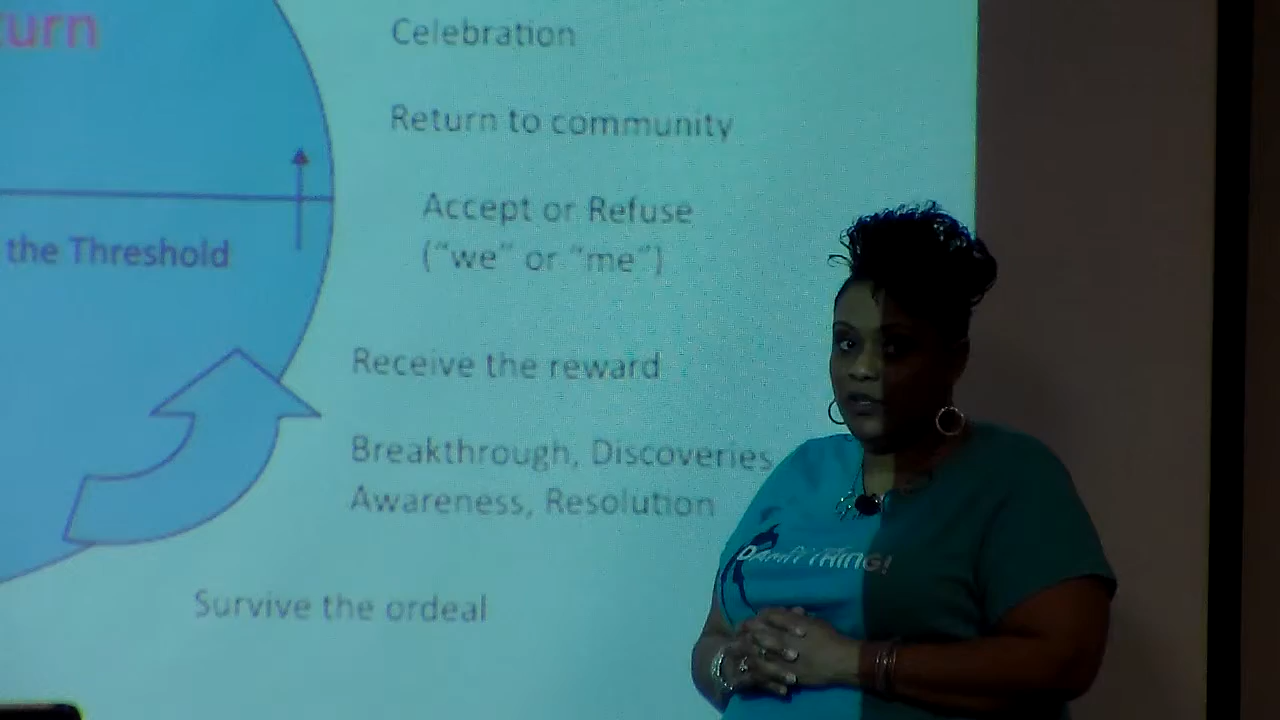 Celebration
Return to community
Accept or Refuse
("we" or "me")
the Threshold
Receive the reward
Breakthrough, Discoveries
Awareness, Resolution
Survive the ordeal
THING!